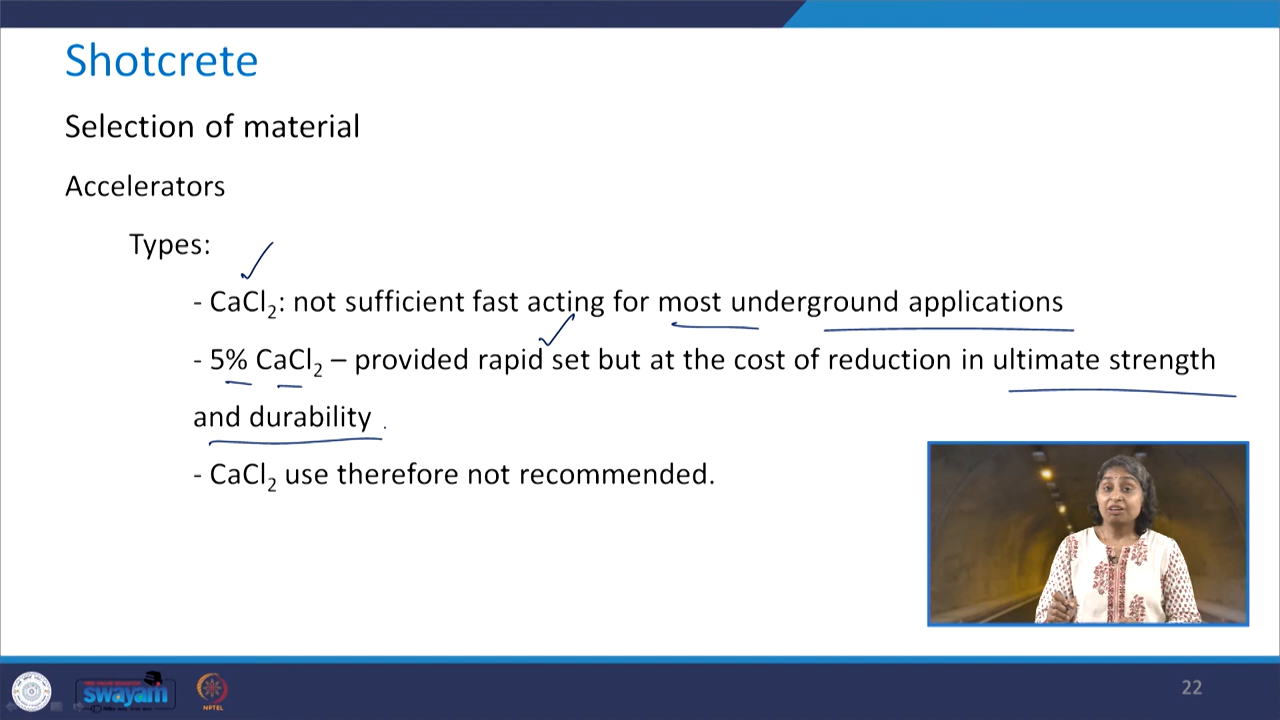 Shotcrete
Selection of material
Accelerators
Types:
- CaCl₂: not sufficient fast acting for most underground applications
- 5% CaCl₂ – provided rapid set but at the cost of reduction in ultimate strength
and durability
- CaCl₂ use therefore not recommended.
swayam
NPTEL
22